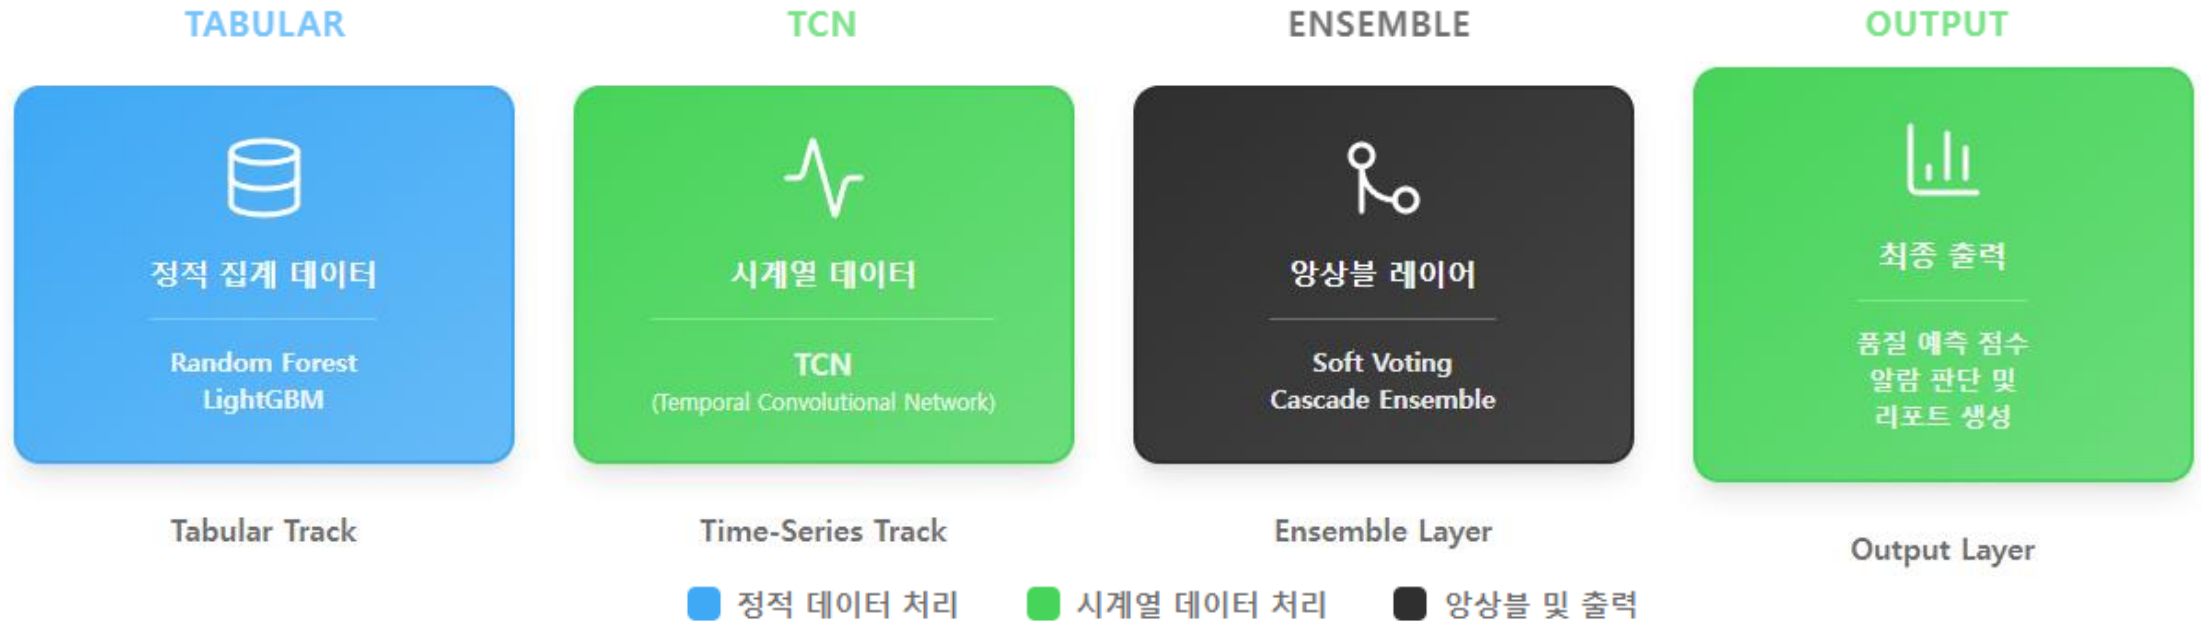 TABULAR
정적 집계 데이터
Random Forest
LightGBM
Tabular Track
TCN
시계열 데이터
TCN
(Temporal Convolutional Network)
Time-Series Track
ENSEMBLE
앙상블 레이어
Soft Voting
Cascade Ensemble
Ensemble Layer
OUTPUT
최종 출력
품질 예측 점수
알람 판단 및
리포트 생성
Output Layer
정적 데이터 처리
시계열 데이터 처리
앙상블 및 출력